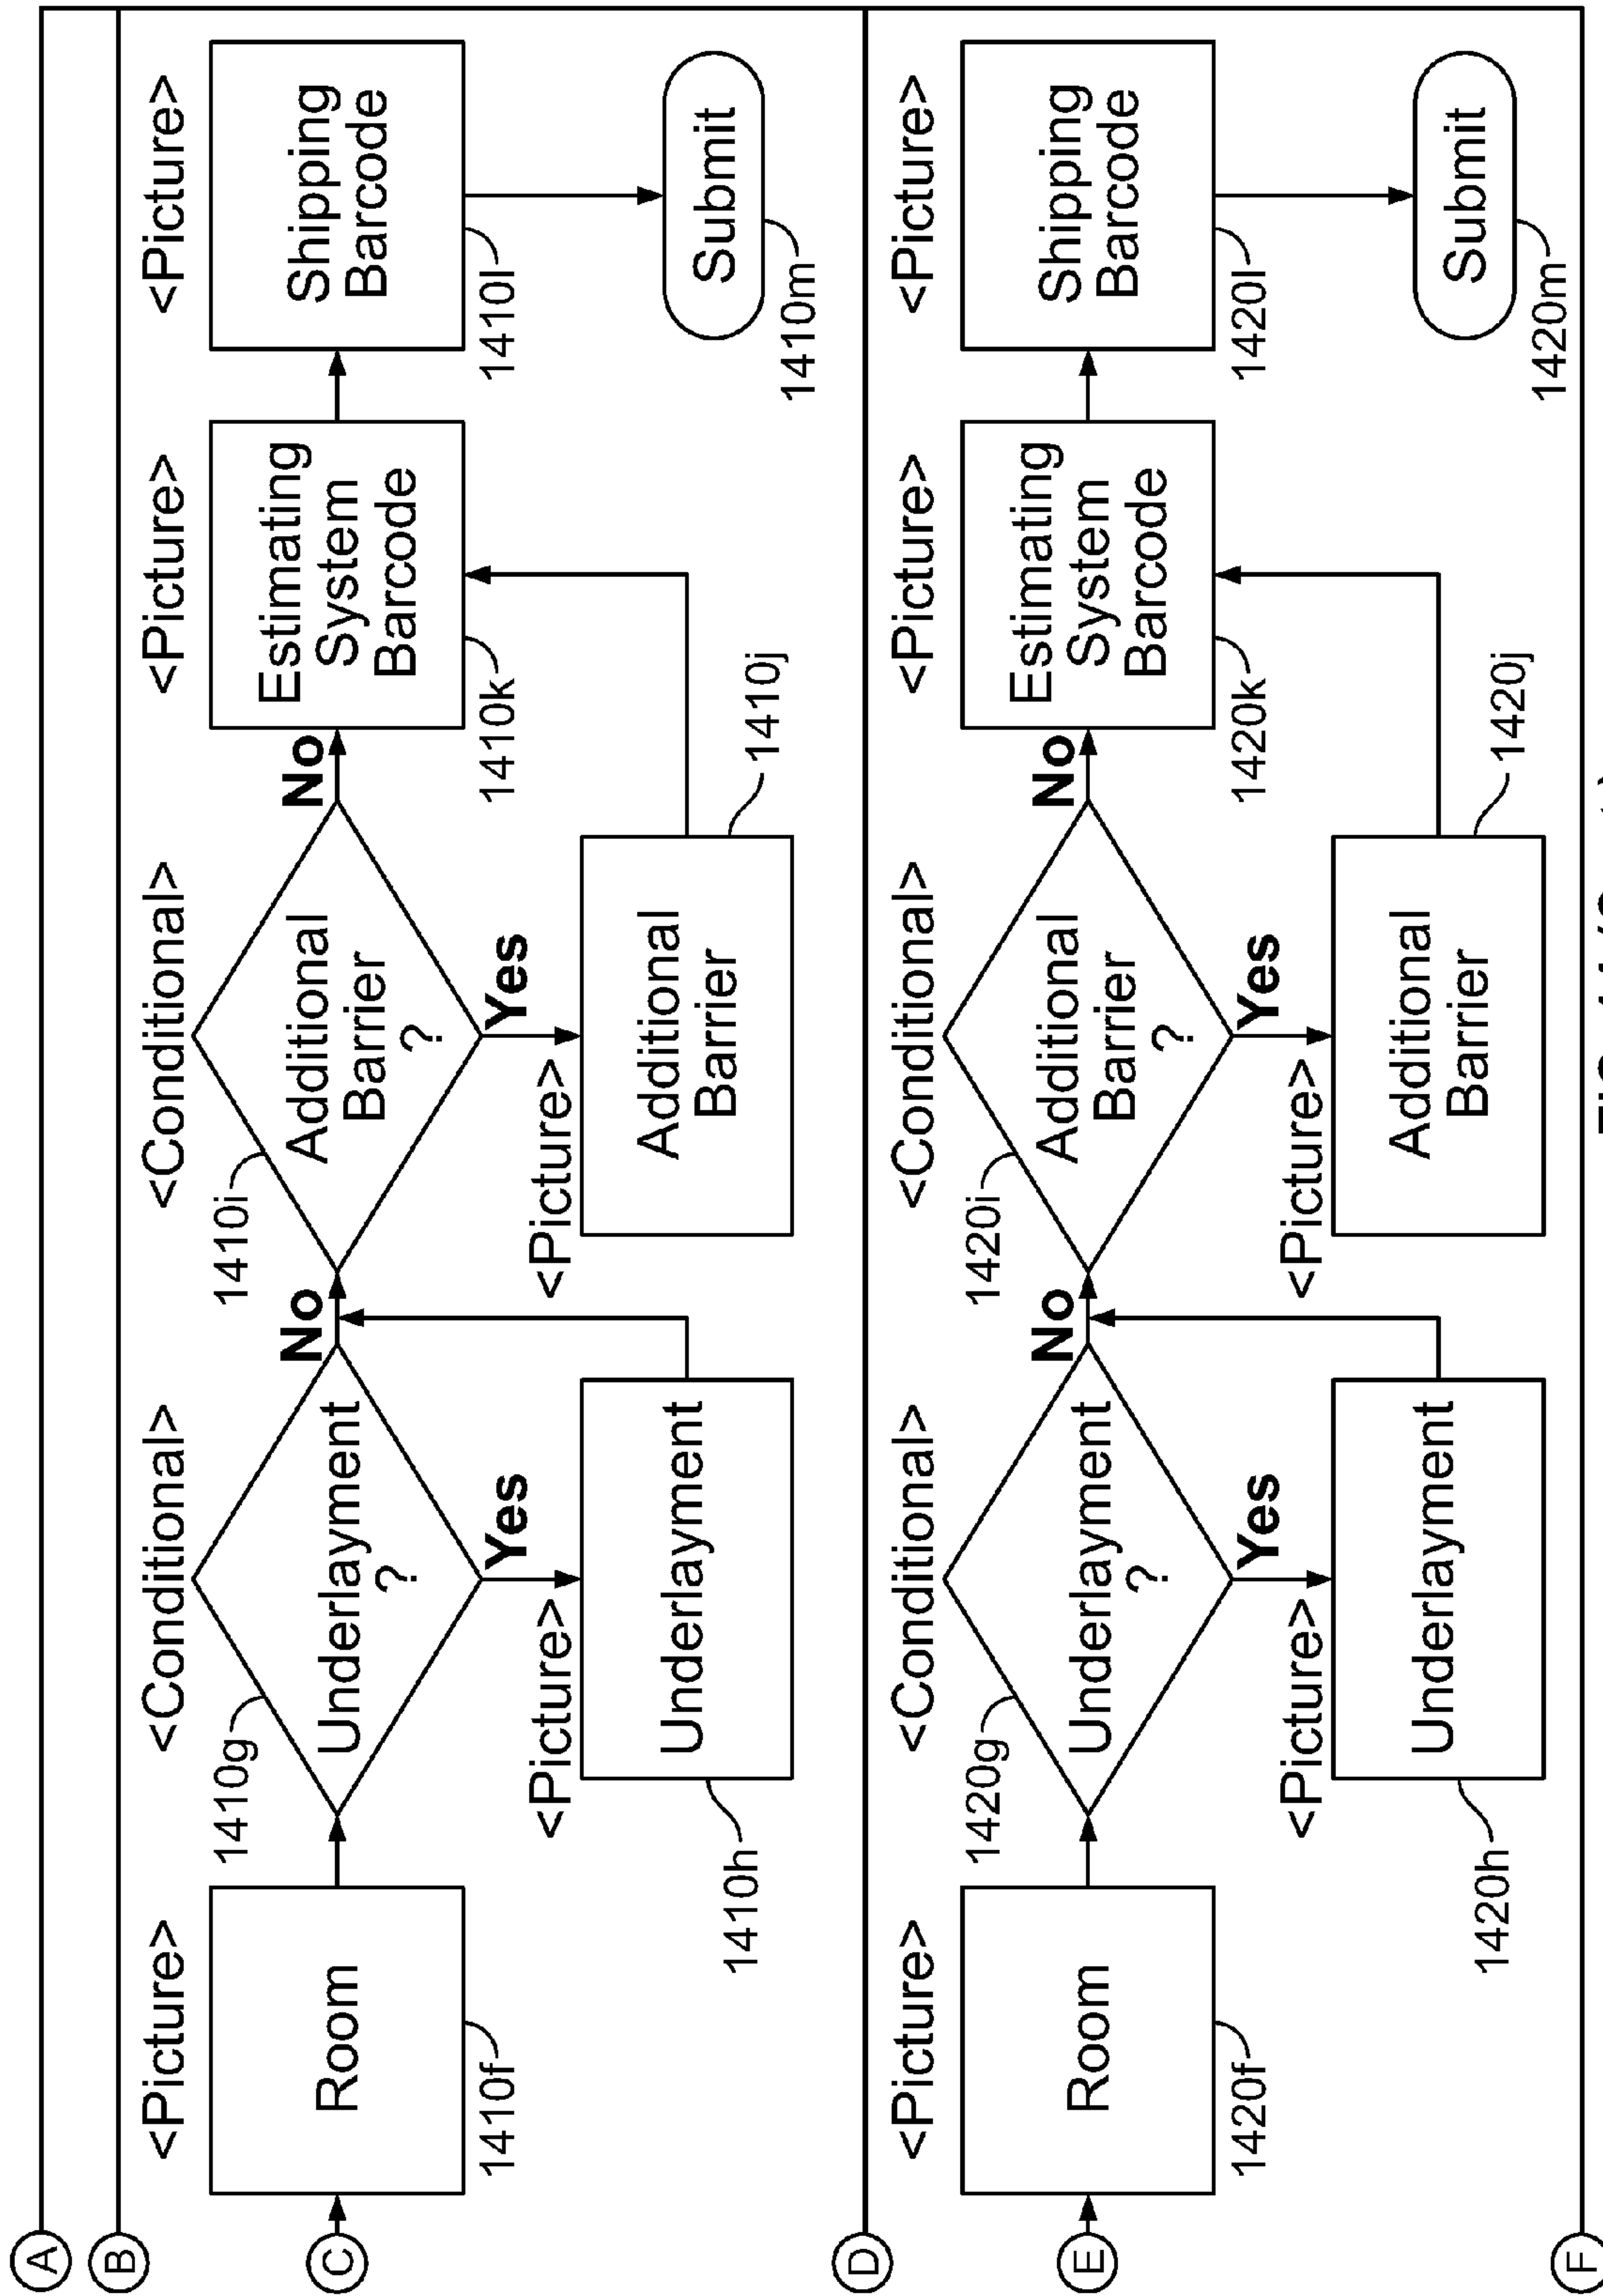 A
B
<Picture>
<Conditional>
<Conditional>
<Picture>
<Picture>
C
Room
1410f
1410g
Underlayment
?
No
Yes
<Picture>
Underlayment
1410h
1410i
Additional
Barrier
?
No
Yes
<Picture>
Additional
Barrier
1410j
Estimating
System
Barcode
1410k
Shipping
Barcode
1410l
Submit
1410m
D
<Picture>
<Conditional>
<Conditional>
<Picture>
<Picture>
E
Room
1420f
1420g
Underlayment
?
No
Yes
<Picture>
Underlayment
1420h
1420i
Additional
Barrier
?
No
Yes
<Picture>
Additional
Barrier
1420j
Estimating
System
Barcode
1420k
Shipping
Barcode
1420l
Submit
1420m
F